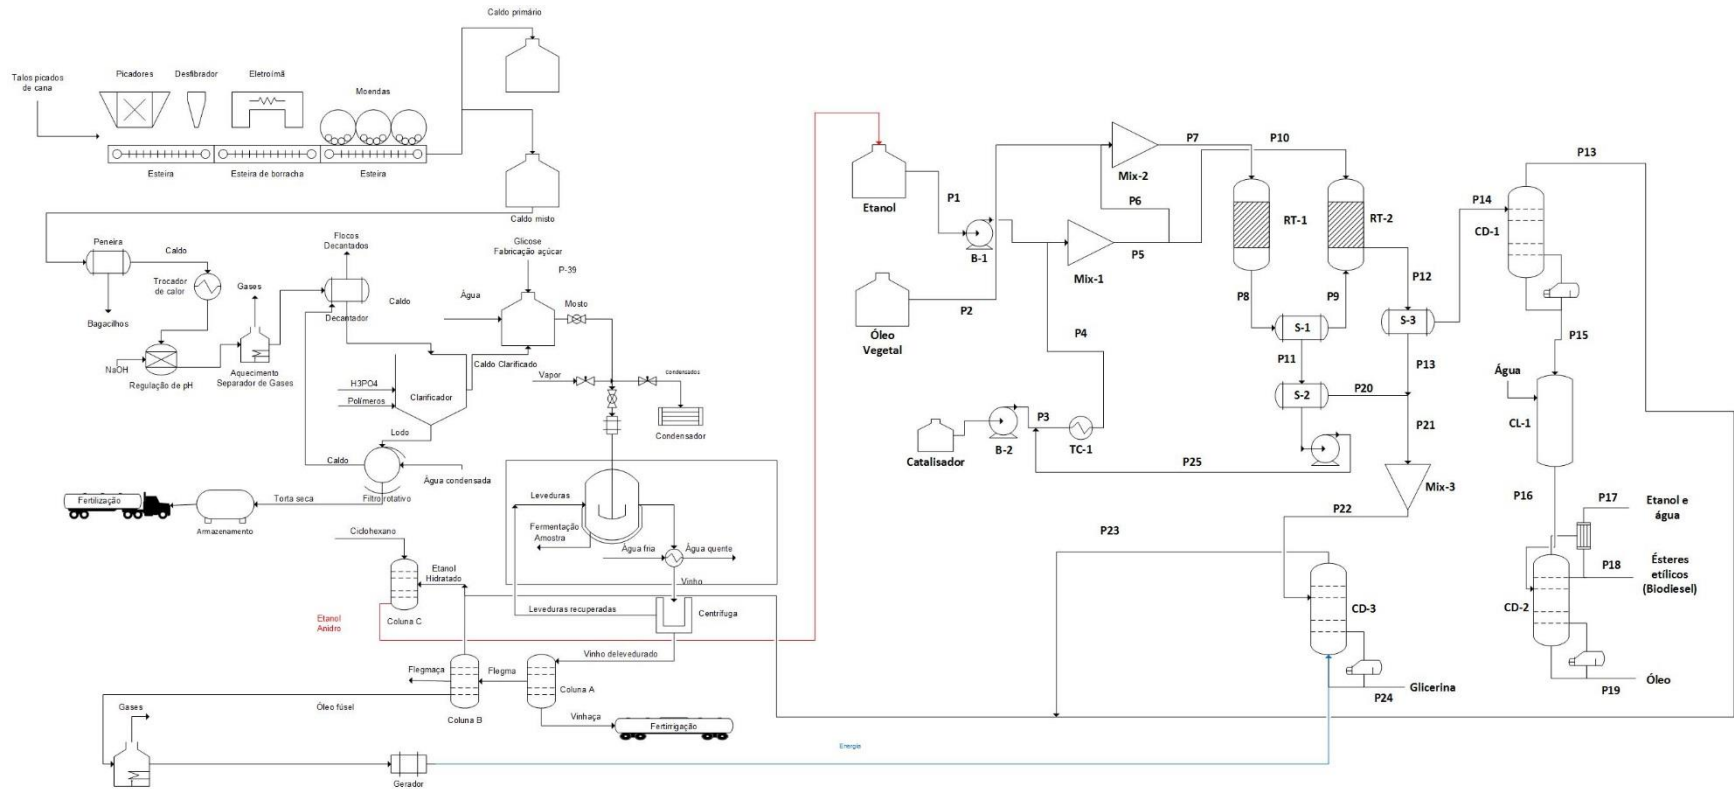 Caldo primário
Talos picados
de cana
Picadores
Desfibrador
Eletroímã
Moendas
Esteira
Esteira de borracha
Esteira
Caldo misto
Peneira
Caldo
Trocador
de calor
Bagacilhos
NaOH
Regulação de pH
Gases
Aquecimento
Separador de Gases
Flocos
Decantados
Decantador
Caldo
Glicose
Fabricação açúcar
P-39
Água
Mosto
Caldo Clarificado
H3PO4
Polímeros
Clarificador
Lodo
Caldo
Água condensada
Filtro rotativo
Torta seca
Armazenamento
Fertilização
Vapor
condensados
Condensador
Leveduras
Fermentação
Amostra
Água fria
Água quente
Vinho
Centrífuga
Leveduras recuperadas
Vinho delevedurado
Ciclohexano
Etanol
Hidratado
Coluna C
Etanol
Anidro
Flegmaça
Flegma
Coluna A
Coluna B
Óleo fúsel
Vinhaça
Fertirrigação
Gases
Gerador
Energia
Etanol
P1
B-1
Óleo
Vegetal
P2
Mix-2
P7
P6
Mix-1
P5
P10
P4
Catalisador
B-2
P3
TC-1
P25
RT-1
RT-2
P8
P9
S-1
P11
S-2
P20
P12
S-3
P13
P21
Mix-3
P22
P23
CD-3
P24
Glicerina
P14
CD-1
P13
P15
Água
CL-1
P16
P17
Etanol e
água
P18
Ésteres
etílicos
(Biodiesel)
CD-2
P19
Óleo